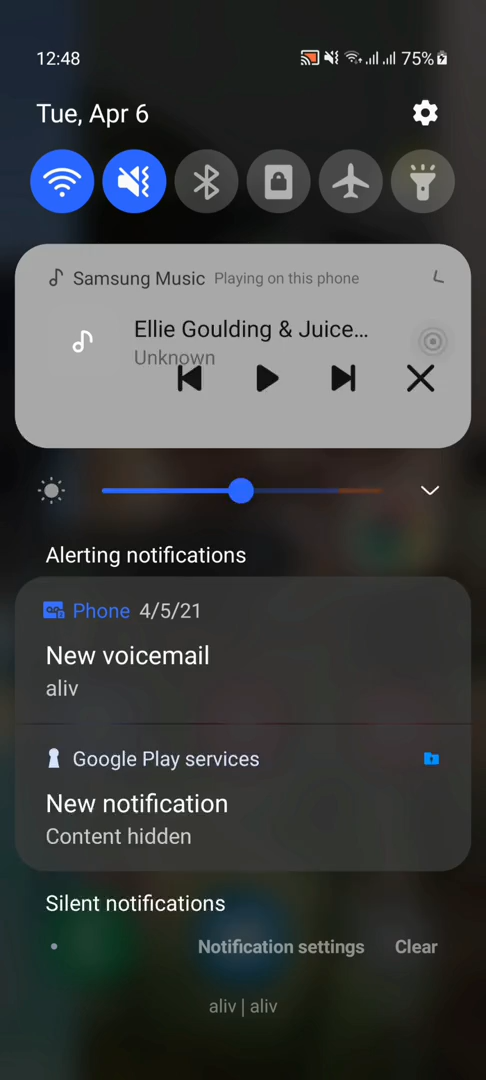 12:48 75%
Tue, Apr 6
Samsung Music Playing on this phone
Ellie Goulding & Juice...
Unknown
Alerting notifications
Phone 4/5/21
New voicemail
aliv
Google Play services
New notification
Content hidden
Silent notifications
Notification settings Clear
aliv | aliv